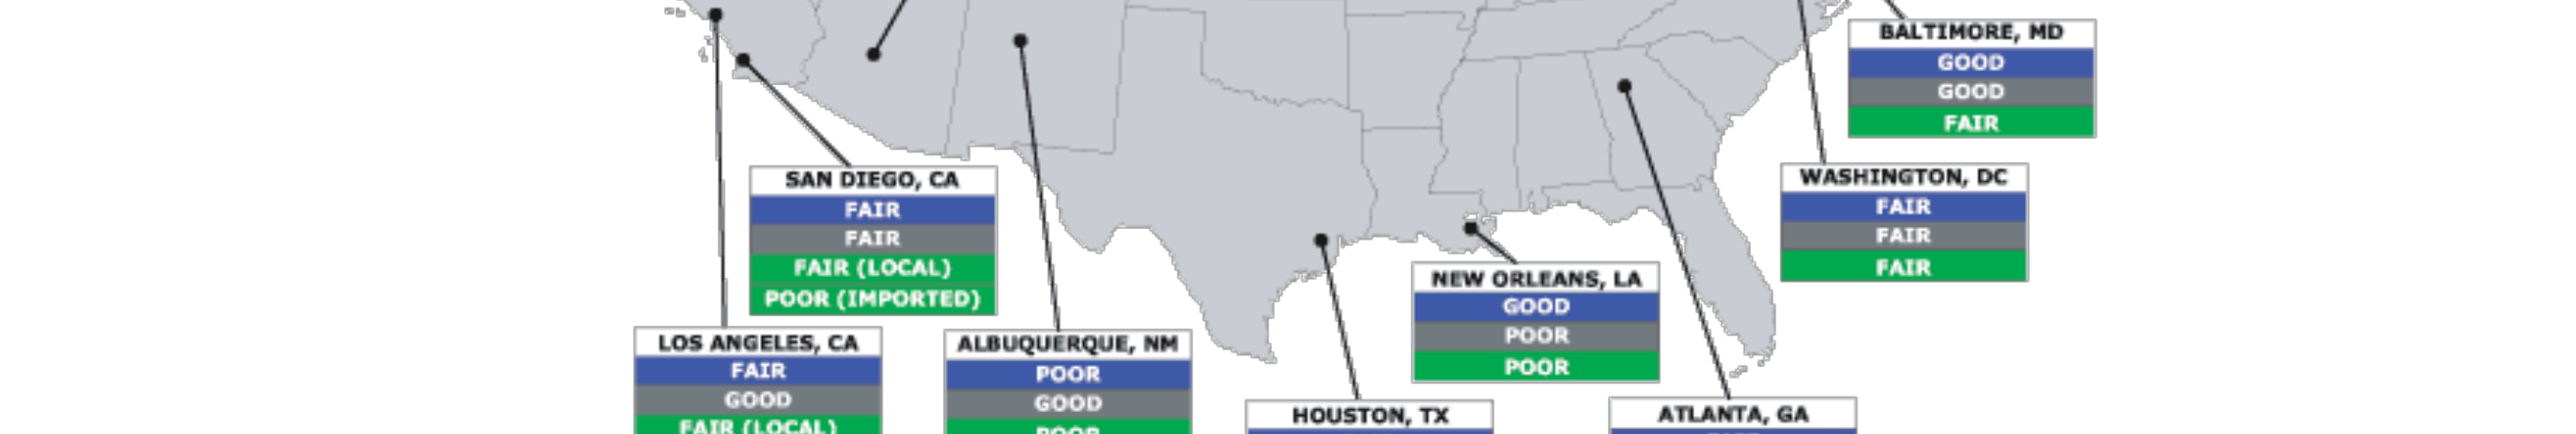 BALTIMORE, MD
GOOD
GOOD
FAIR
WASHINGTON, DC
FAIR
FAIR
FAIR
SAN DIEGO, CA
FAIR
FAIR
FAIR (LOCAL)
POOR (IMPORTED)
NEW ORLEANS, LA
GOOD
POOR
POOR
LOS ANGELES, CA
FAIR
GOOD
FAIR (LOCAL)
ALBUQUERQUE, NM
POOR
GOOD
POOR
HOUSTON, TX
ATLANTA, GA